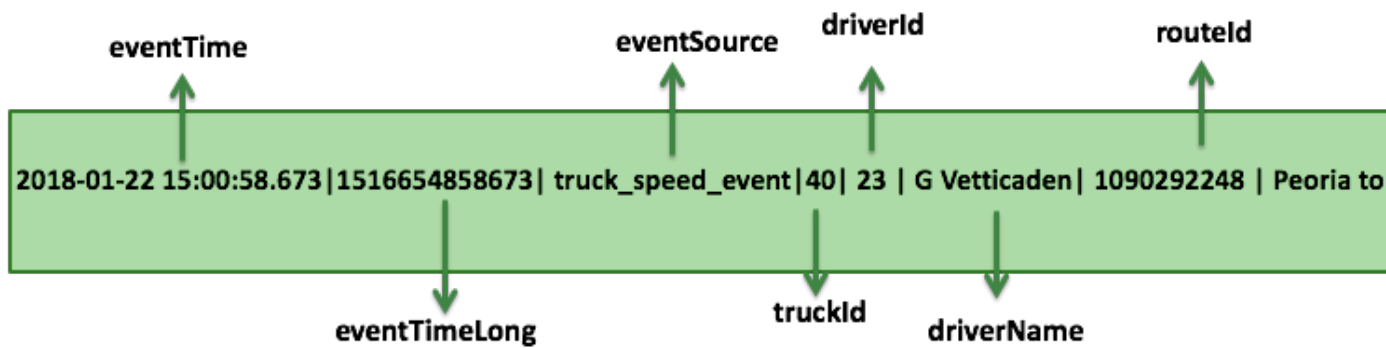 eventTime eventSource driverId routeId
2018-01-22 15:00:58.673|1516654858673| truck_speed_event|40| 23 | G Vetticaden| 1090292248 | Peoria to
eventTimeLong truckId driverName